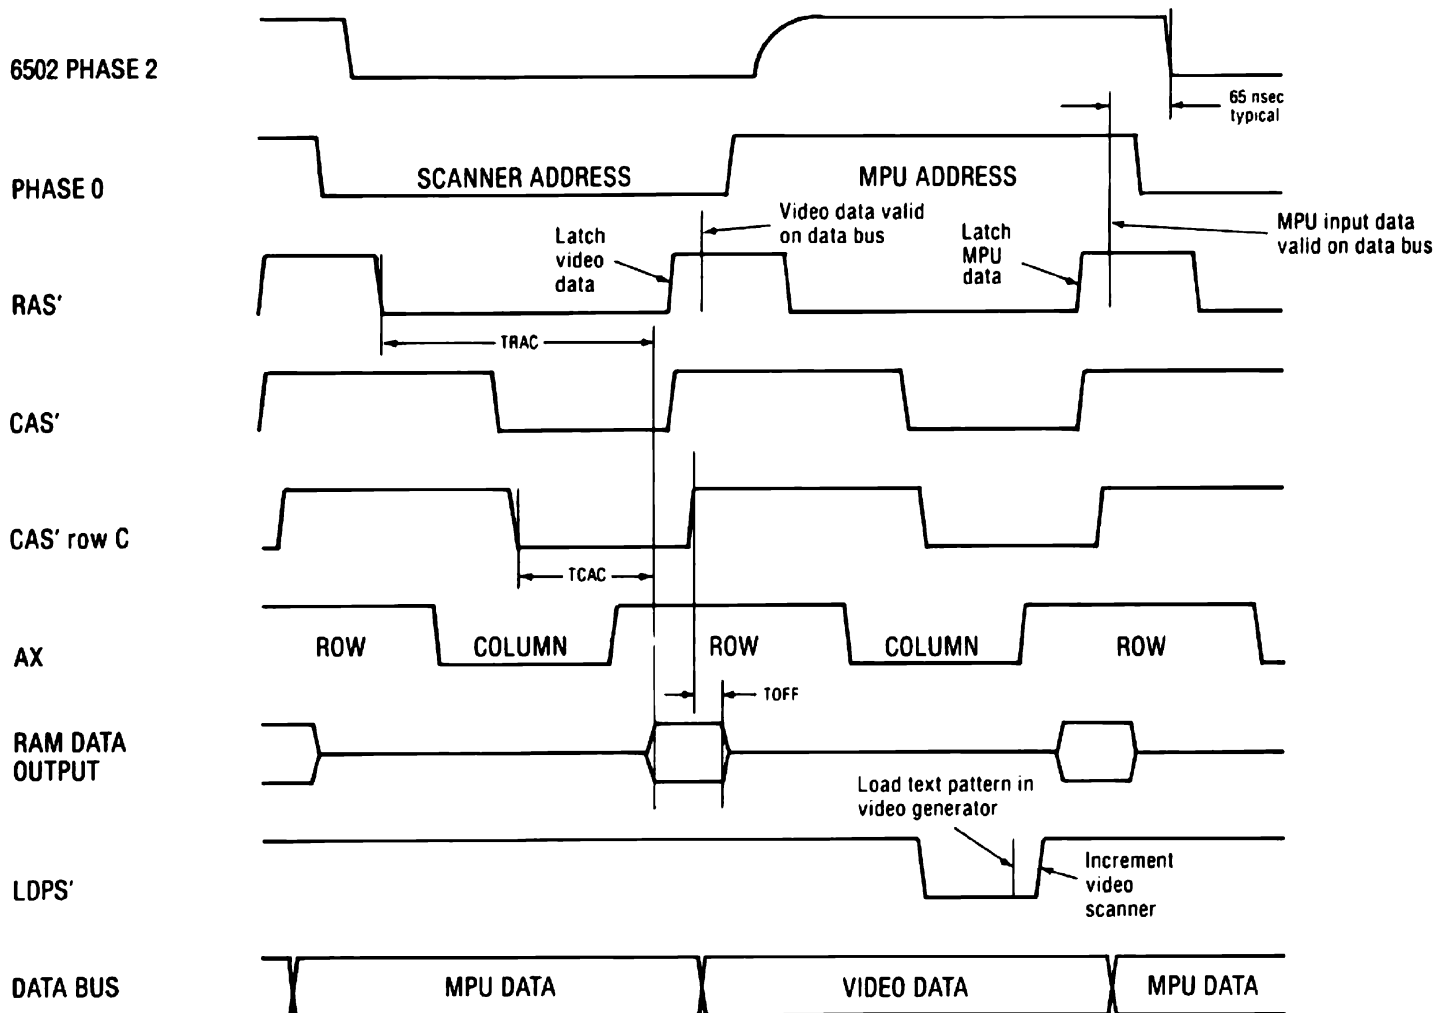 6502 PHASE 2
65 nsec
typical
PHASE 0
SCANNER ADDRESS
MPU ADDRESS
Video data valid
on data bus
MPU input data
valid on data bus
Latch
video
data
Latch
MPU
data
RAS'
TRAC
CAS'
CAS' row C
TCAC
AX
ROW
COLUMN
ROW
COLUMN
ROW
TOFF
RAM DATA
OUTPUT
Load text pattern in
video generator
LDPS'
Increment
video
scanner
DATA BUS
MPU DATA
VIDEO DATA
MPU DATA